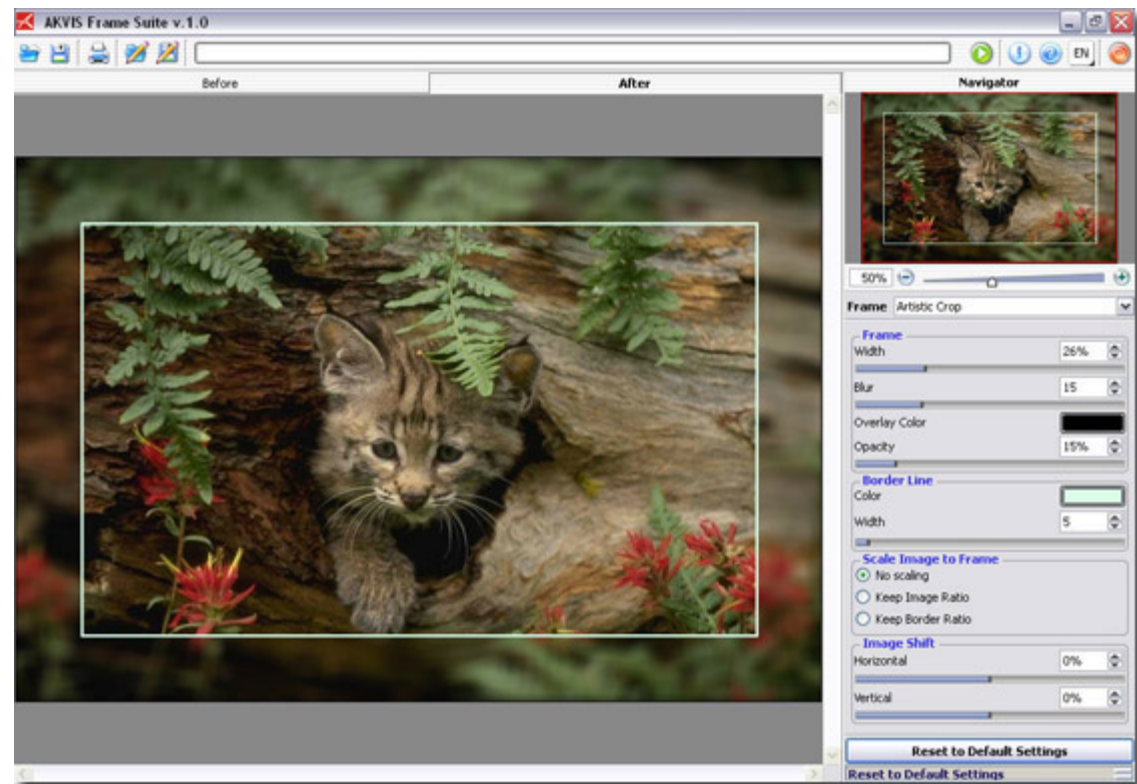 AKVIS Frame Suite v.1.0
EN
Before
After
Navigator
50%
Frame Artistic Crop
Frame
Width 26%
Blur 15
Overlay Color
Opacity 15%
Border Line
Color
Width 5
Scale Image to Frame
No scaling
Keep Image Ratio
Keep Border Ratio
Image Shift
Horizontal 0%
Vertical 0%
Reset to Default Settings
Reset to Default Settings